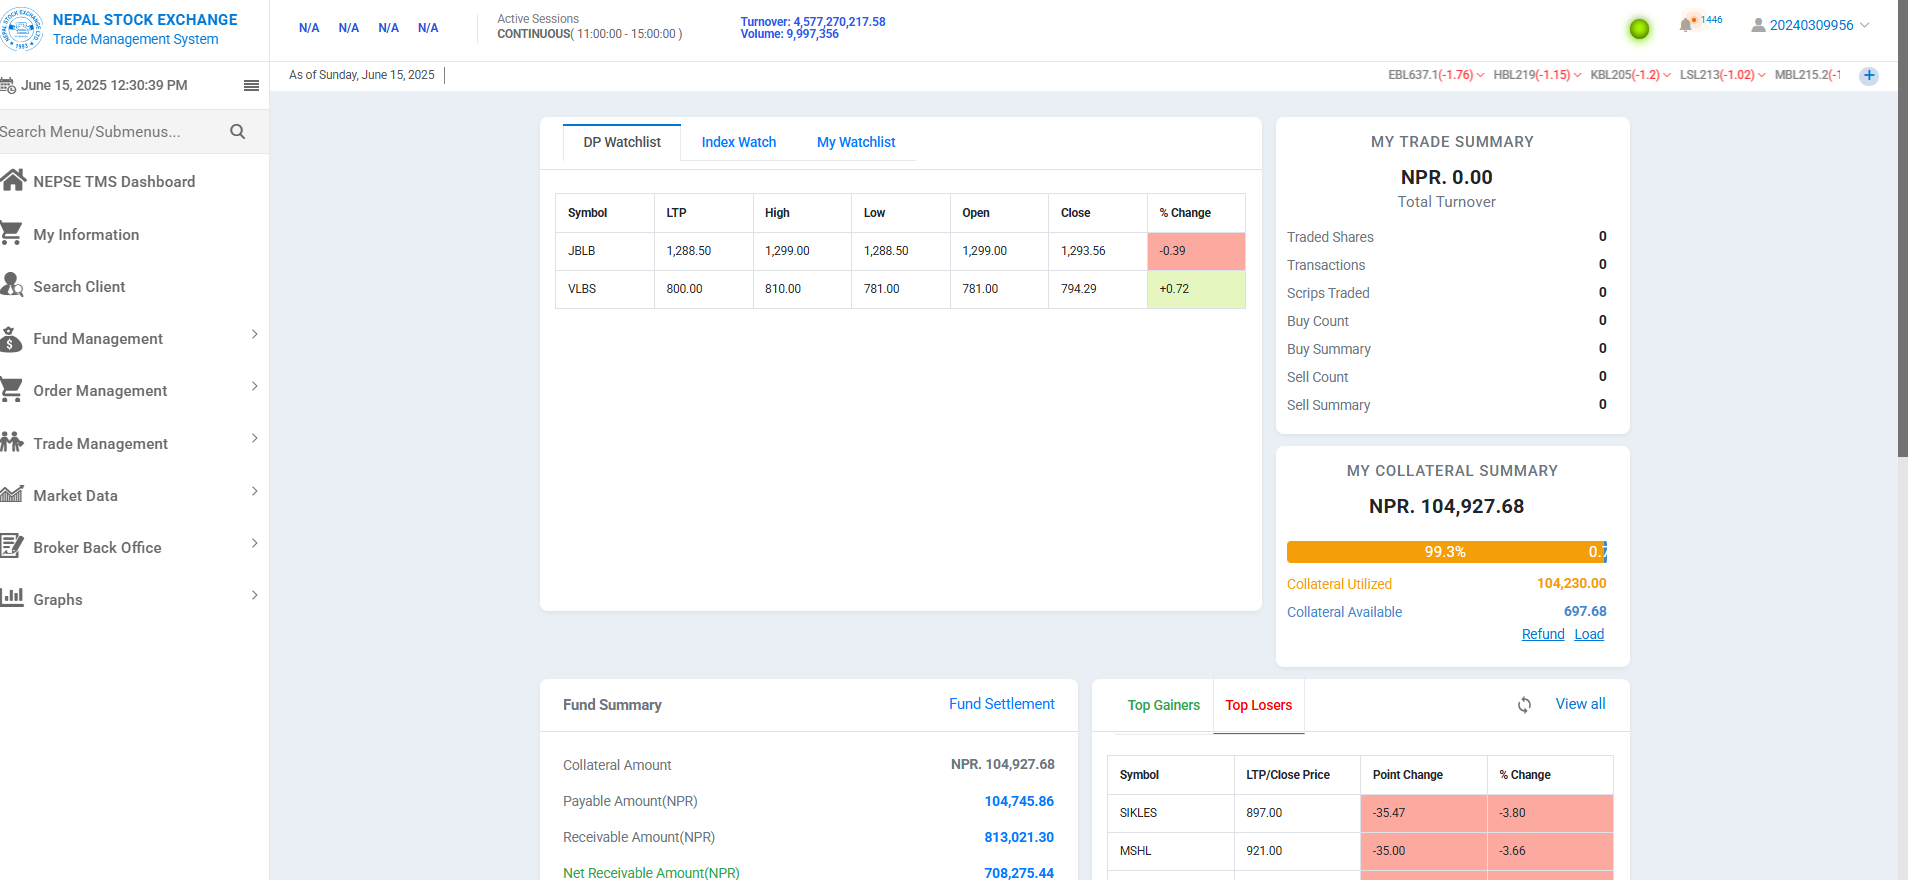 NEPAL STOCK EXCHANGE
Trade Management System
N/A N/A N/A N/A
Active Sessions
CONTINUOUS( 11:00:00 - 15:00:00 )
Turnover: 4,577,270,217.58
Volume: 9,997,356
1446
20240309956
June 15, 2025 12:30:39 PM
As of Sunday, June 15, 2025
EBL637.1(-1.76) HBL219(-1.15) KBL205(-1.2) LSL213(-1.02) MBL215.2(-1
Search Menu/Submenus...
NEPSE TMS Dashboard
My Information
Search Client
Fund Management
Order Management
Trade Management
Market Data
Broker Back Office
Graphs
DP Watchlist Index Watch My Watchlist
Symbol LTP High Low Open Close % Change
JBLB 1,288.50 1,299.00 1,288.50 1,299.00 1,293.56 -0.39
VLBS 800.00 810.00 781.00 781.00 794.29 +0.72
MY TRADE SUMMARY
NPR. 0.00
Total Turnover
Traded Shares 0
Transactions 0
Scrips Traded 0
Buy Count 0
Buy Summary 0
Sell Count 0
Sell Summary 0
MY COLLATERAL SUMMARY
NPR. 104,927.68
99.3% 0.7
Collateral Utilized 104,230.00
Collateral Available 697.68
Refund Load
Fund Summary Fund Settlement
Collateral Amount NPR. 104,927.68
Payable Amount(NPR) 104,745.86
Receivable Amount(NPR) 813,021.30
Net Receivable Amount(NPR) 708,275.44
Top Gainers Top Losers View all
Symbol LTP/Close Price Point Change % Change
SIKLES 897.00 -35.47 -3.80
MSHL 921.00 -35.00 -3.66